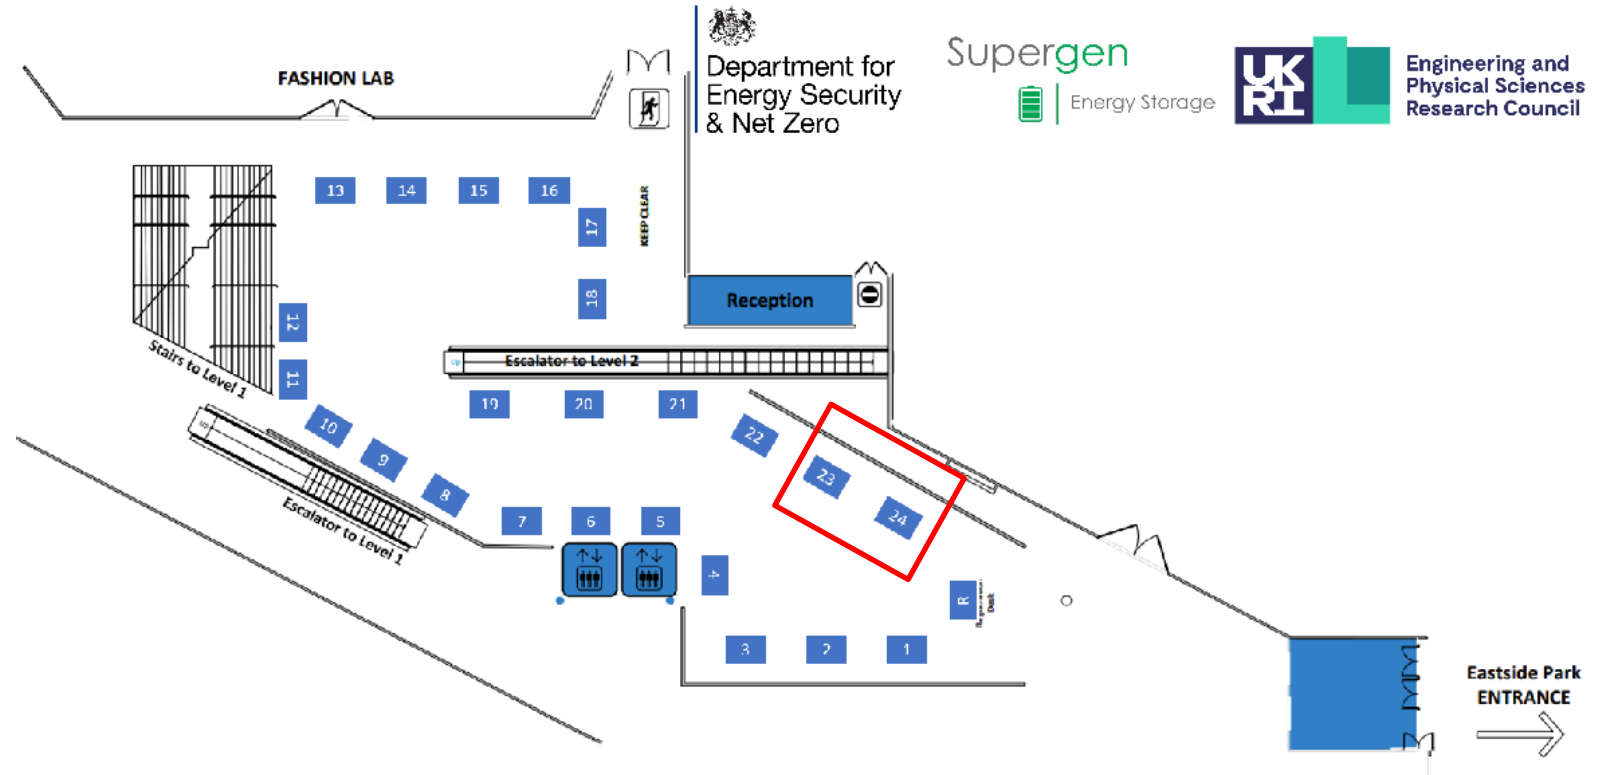 FASHION LAB
Department for
Energy Security
& Net Zero
Supergen
Energy Storage
UK
RI
Engineering and
Physical Sciences
Research Council
13
14
15
16
17
KEEP CLEAR
18
Reception
12
11
Stairs to Level 1
UP
Escalator to Level 2
19
20
21
22
23
24
UP
10
9
8
Escalator to Level 1
7
6
5
4
R
Desk
3
2
1
Eastside Park
ENTRANCE